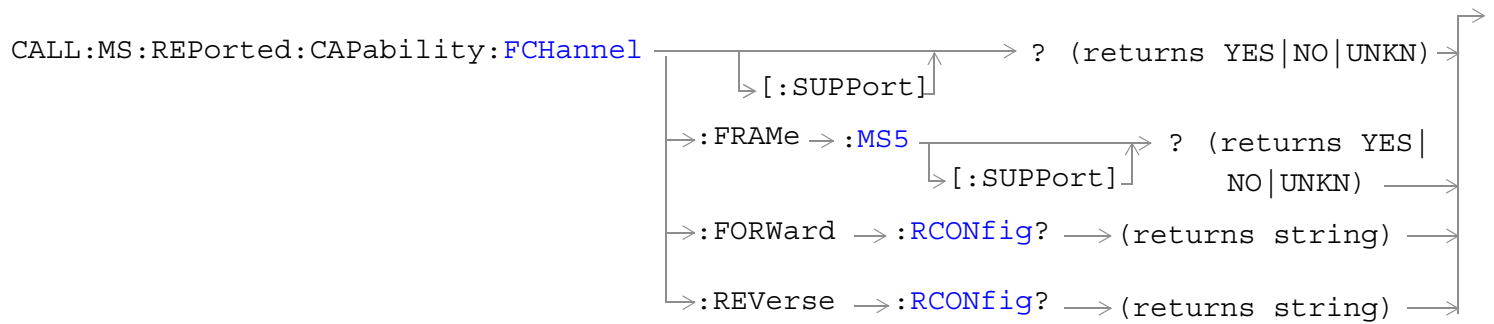 CALL:MS:REPorted:CAPability:FCHannel ? (returns YES|NO|UNKN)
[:SUPPort]
:FRAMe :MS5 ? (returns YES|
[:SUPPort] NO|UNKN)
:FORWard :RCONfig? (returns string)
:REVerse :RCONfig? (returns string)